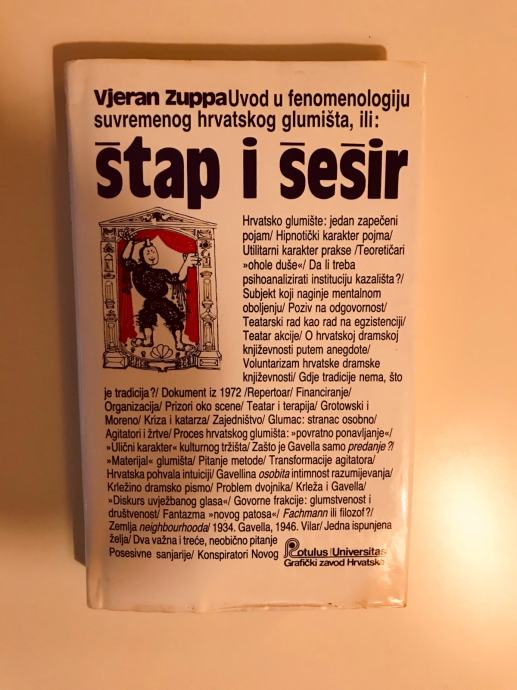 Vjeran Zuppa Uvod u fenomenologiju
suvremenog hrvatskog glumišta, ili:
štap i šešir
Hrvatsko glumište: jedan zapečeni
pojam/ Hipnotički karakter pojma/
Utilitarni karakter prakse /Teoretičari
»ohole duše«/ Da li treba
psihoanalizirati instituciju kazališta?/
Subjekt koji naginje mentalnom
oboljenju/ Poziv na odgovornost/
Teatarski rad kao rad na egzistenciji/
Teatar akcije/ O hrvatskoj dramskoj
književnosti putem anegdote/
Voluntarizam hrvatske dramske
književnosti/ Gdje tradicije nema, što
je tradicija?/ Dokument iz 1972 /Repertoar/ Financiranje/
Organizacija/ Prizori oko scene/ Teatar i terapija/ Grotowski i
Moreno/ Kriza i katarza/ Zajedništvo/ Glumac: stranac osobno/
Agitatori i žrtve/ Proces hrvatskog glumišta: »povratno ponavljanje«/
»Ulični karakter« kulturnog tržišta/ Zašto je Gavella samo predanje?/
»Materijal« glumišta/ Pitanje metode/ Transformacije agitatora/
Hrvatska pohvala intuiciji/ Gavellina osobita intimnost razumijevanja/
Krležino dramsko pismo/ Problem dvojnika/ Krleža i Gavella/
»Diskurs uvježbanog glasa«/ Govorne frakcije: glumstvenost i
društvenost/ Fantazma »novog patosa«/ Fachmann ili filozof?/
Zemlja neighbourhooda/ 1934. Gavella, 1946. Vilar/ Jedna ispunjena
želja/ Dva važna i treće, neobično pitanje
Posesivne sanjarije/ Konspiratori Novog
Potulus/Universitas
Grafički zavod Hrvatske